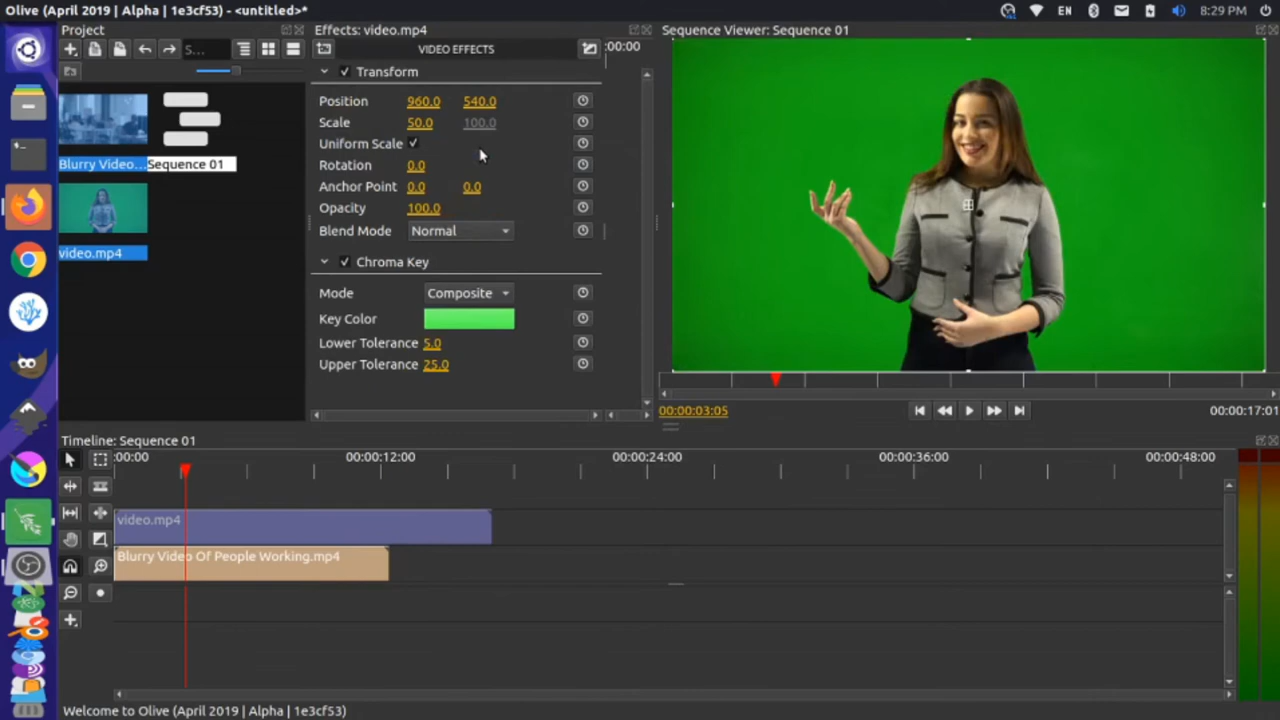 Olive (April 2019 | Alpha | 1e3cf53) - <untitled>*
EN
8:29 PM
Project
S...
Blurry Video...
Sequence 01
video.mp4
Effects: video.mp4
VIDEO EFFECTS
:00:00
Transform
Position 960.0 540.0
Scale 50.0 100.0
Uniform Scale
Rotation 0.0
Anchor Point 0.0 0.0
Opacity 100.0
Blend Mode Normal
Chroma Key
Mode Composite
Key Color
Lower Tolerance 5.0
Upper Tolerance 25.0
Sequence Viewer: Sequence 01
00:00:03:05
00:00:17:01
Timeline: Sequence 01
:00:00 00:00:12:00 00:00:24:00 00:00:36:00 00:00:48:00
video.mp4
Blurry Video Of People Working.mp4
Welcome to Olive (April 2019 | Alpha | 1e3cf53)